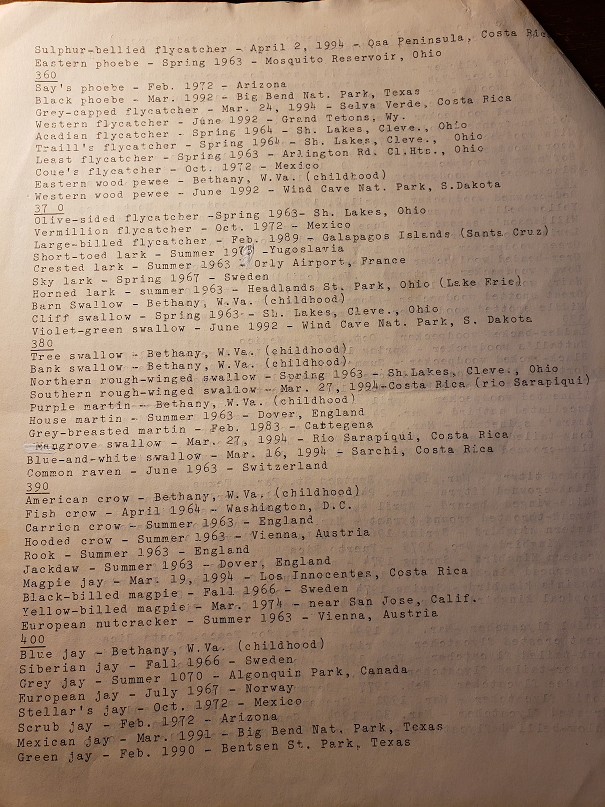 Sulphur-bellied flycatcher - April 2, 1994 - Osa Peninsula, Costa Rica
Eastern phoebe - Spring 1963 - Mosquito Reservoir, Ohio
360
Say's phoebe - Feb. 1972 - Arizona
Black phoebe - Mar. 1992 - Big Bend Nat. Park, Texas
Grey-capped flycatcher - Mar. 24, 1994 - Selva Verde, Costa Rica
Western flycatcher - June 1992 - Grand Tetons, Wy.
Acadian flycatcher - Spring 1964 - Sh. Lakes, Cleve., Ohio
Traill's flycatcher - Spring 1964 - Sh. Lakes, Cleve., Ohio
Least flycatcher - Spring 1963 - Arlington Rd. Cl.Hts., Ohio
Coue's flycatcher - Oct. 1972 - Mexico
Eastern wood pewee - Bethany, W.Va. (childhood)
Western wood pewee - June 1992 - Wind Cave Nat. Park, S.Dakota
37 0
Olive-sided flycatcher -Spring 1963- Sh. Lakes, Ohio
Vermillion flycatcher - Oct. 1972 - Mexico
Large-billed flycatcher - Feb. 1989 - Galapagos Islands (Santa Cruz)
Short-toed lark - Summer -Yugoslavia
Crested lark - Summer 1963 - Orly Airport, France
Sky lark - Spring 1967 - Sweden
Horned lark - summer 1963 - Headlands St. Park, Ohio (Lake Erie)
Barn Swallow - Bethany, W.Va. (childhood)
Cliff swallow - Spring 1963- Sh. Lakes, Cleve., Ohio
Violet-green swallow - June 1992 - Wind Cave Nat. Park, S. Dakota
380
Tree swallow - Bethany, W.Va. (childhood)
Bank swallow - Bethany, W.Va. (childhood)
Northern rough-winged swallow - Spring 1963 - Sh.Lakes, Cleve., Ohio
Southern rough-winged swallow - Mar. 27, 1994-Costa Rica (rio Sarapiqui)
Purple martin - Bethany, W.Va. (childhood)
House martin - Summer 1963 - Dover, England
Grey-breasted martin - Feb. 1983 - Cattegena
Mangrove swallow - Mar. 27, 1994 - Rio Sarapiqui, Costa Rica
Blue-and-white swallow - Mar. 16, 1994 - Sarchi, Costa Rica
Common raven - June 1963 - Switzerland
390
American crow - Bethany, W.Va. (childhood)
Fish crow - April 1964 - Washington, D.C.
Carrion crow - Summer 1963 - England
Hooded crow - Summer 1963 - Vienna, Austria
Rook - Summer 1963 - England
Jackdaw - Summer 1963 - Dover, England
Magpie jay - Mar. 19, 1994 - Los Innocentes, Costa Rica
Black-billed magpie - Fall 1966 - Sweden
Yellow-billed magpie - Mar. 1974 - near San Jose, Calif.
European nutcracker - Summer 1963 - Vienna, Austria
400
Blue jay - Bethany, W.Va. (childhood)
Siberian jay - Fall 1966 - Sweden
Grey jay - Summer 1070 - Algonquin Park, Canada
European jay - July 1967 - Norway
Stellar's jay - Oct. 1972 - Mexico
Scrub jay - Feb. 1972 - Arizona
Mexican jay - Mar. 1991 - Big Bend Nat. Park, Texas
Green jay - Feb. 1990 - Bentsen St. Park, Texas